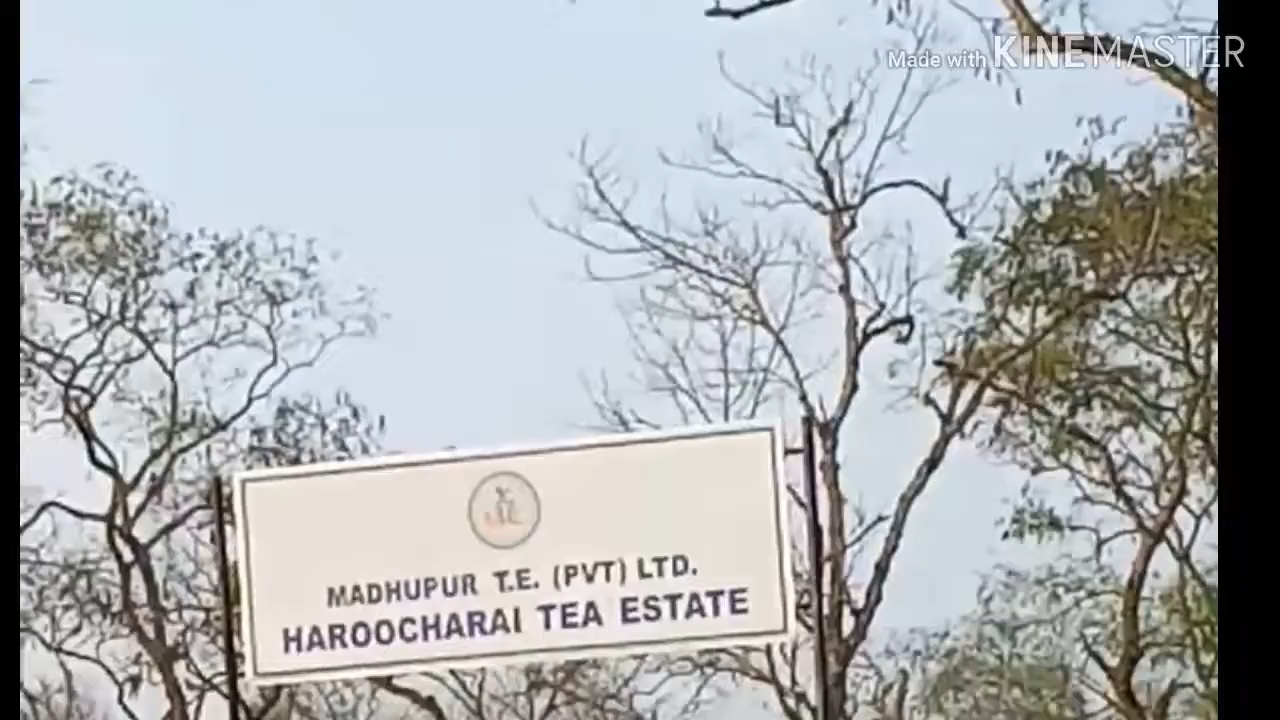 Made with KINEMASTER
MADHUPUR T.E. (PVT) LTD.
HAROOCHARAI TEA ESTATE